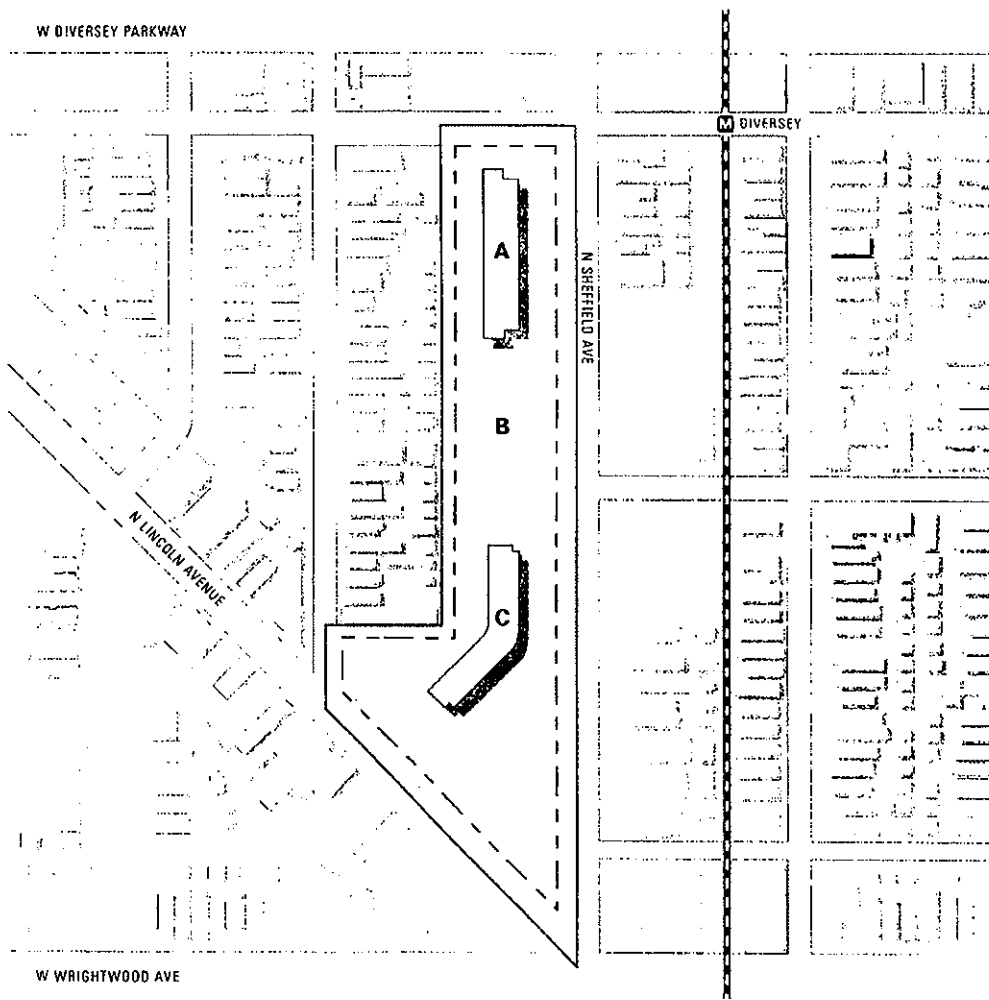 W DIVERSEY PARKWAY
M DIVERSEY
A
N SHEFFIELD AVE
B
N LINCOLN AVENUE
C
W WRIGHTWOOD AVE